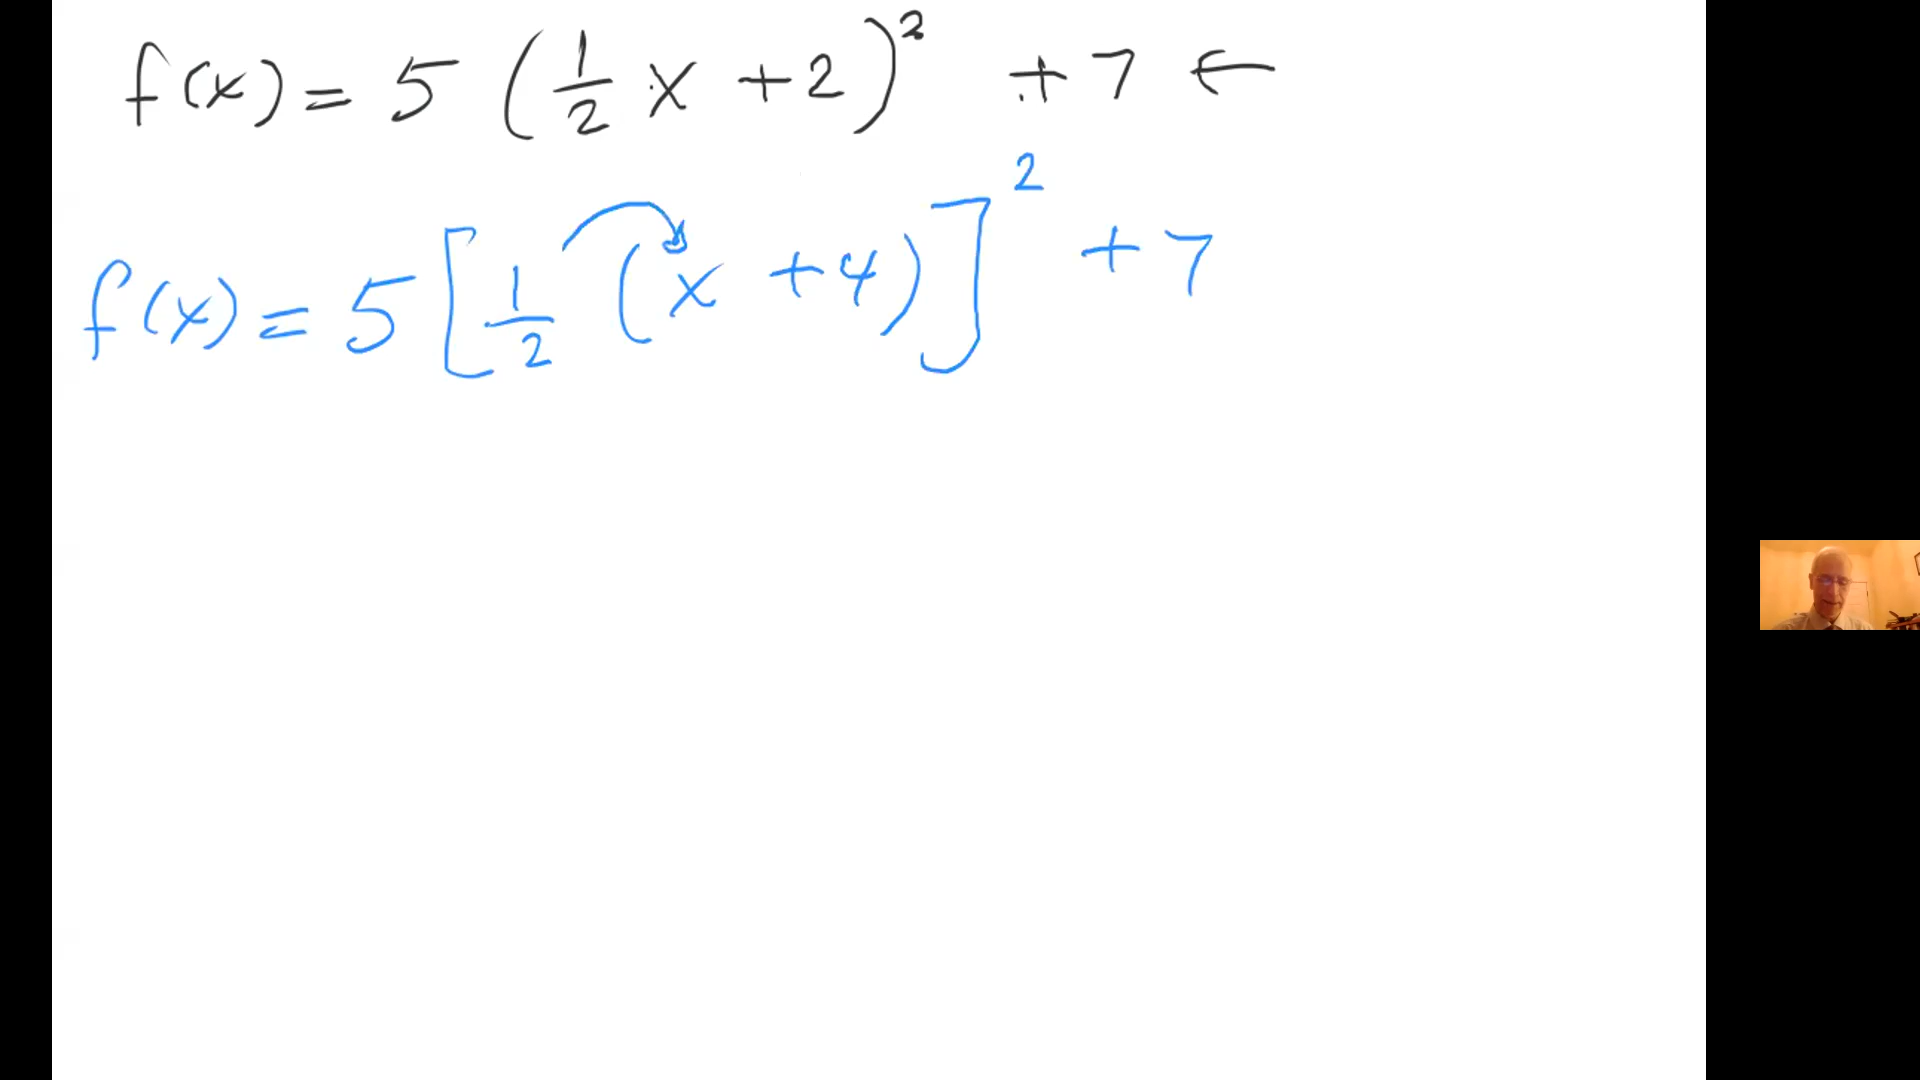 f(x) = 5 (1/2 x + 2)² + 7 ←
f(x) = 5 [1/2 (x + 4)]² + 7